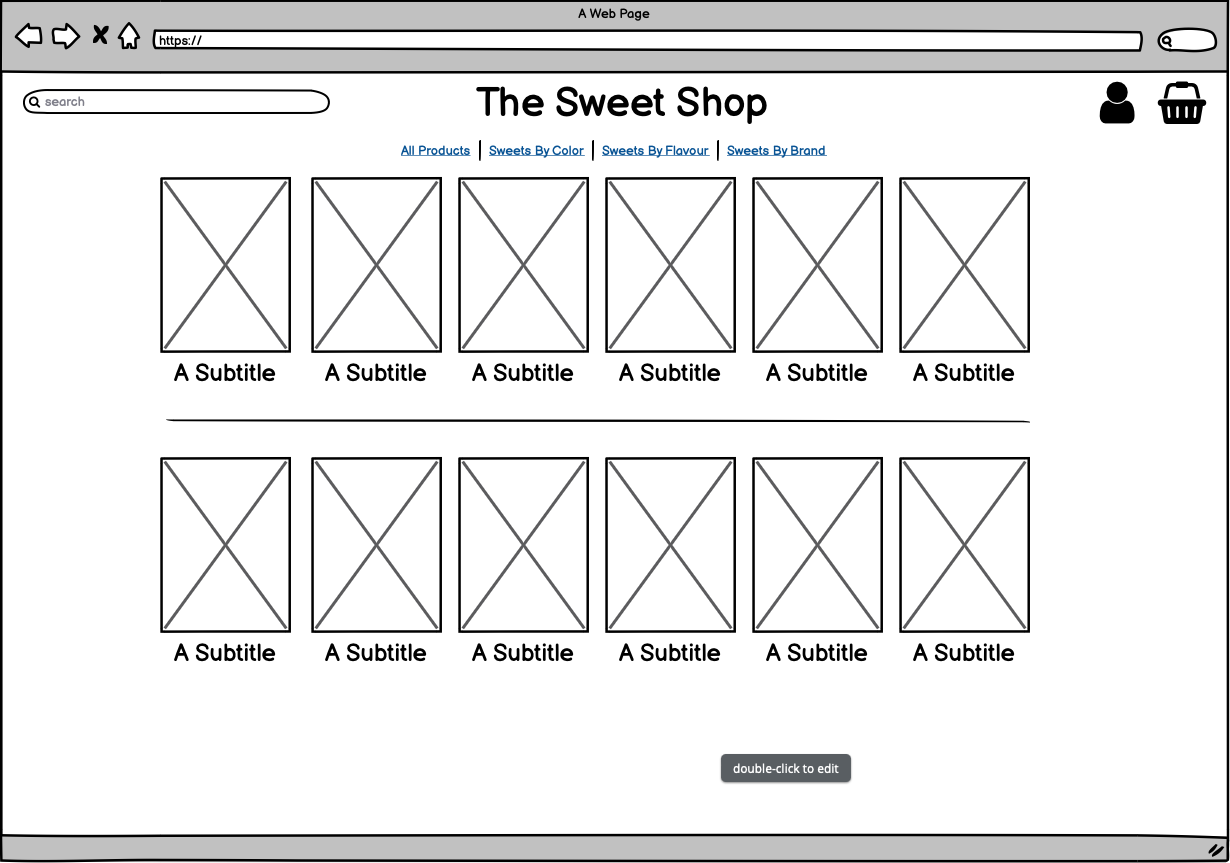 A Web Page
https://
search
The Sweet Shop
All Products
Sweets By Color
Sweets By Flavour
Sweets By Brand
A Subtitle
A Subtitle
A Subtitle
A Subtitle
A Subtitle
A Subtitle
A Subtitle
A Subtitle
A Subtitle
A Subtitle
A Subtitle
A Subtitle
double-click to edit